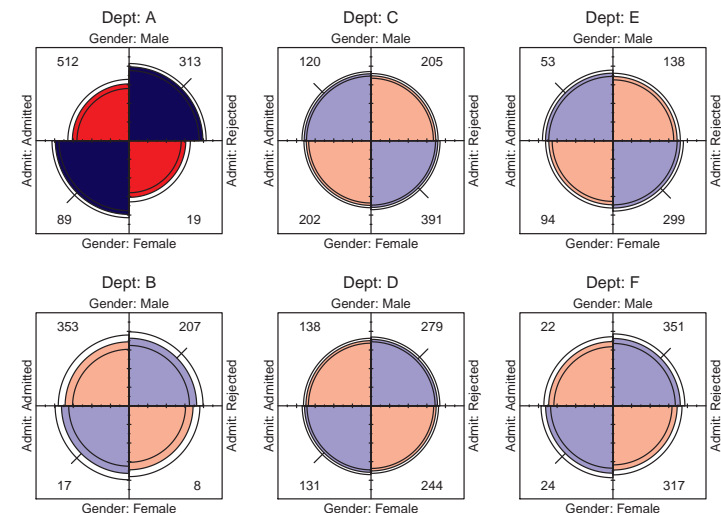 Dept: A
Gender: Male
512 313
Admit: Admitted
Admit: Rejected
89 19
Gender: Female
Dept: C
Gender: Male
120 205
Admit: Admitted
Admit: Rejected
202 391
Gender: Female
Dept: E
Gender: Male
53 138
Admit: Admitted
Admit: Rejected
94 299
Gender: Female
Dept: B
Gender: Male
353 207
Admit: Admitted
Admit: Rejected
17 8
Gender: Female
Dept: D
Gender: Male
138 279
Admit: Admitted
Admit: Rejected
131 244
Gender: Female
Dept: F
Gender: Male
22 351
Admit: Admitted
Admit: Rejected
24 317
Gender: Female